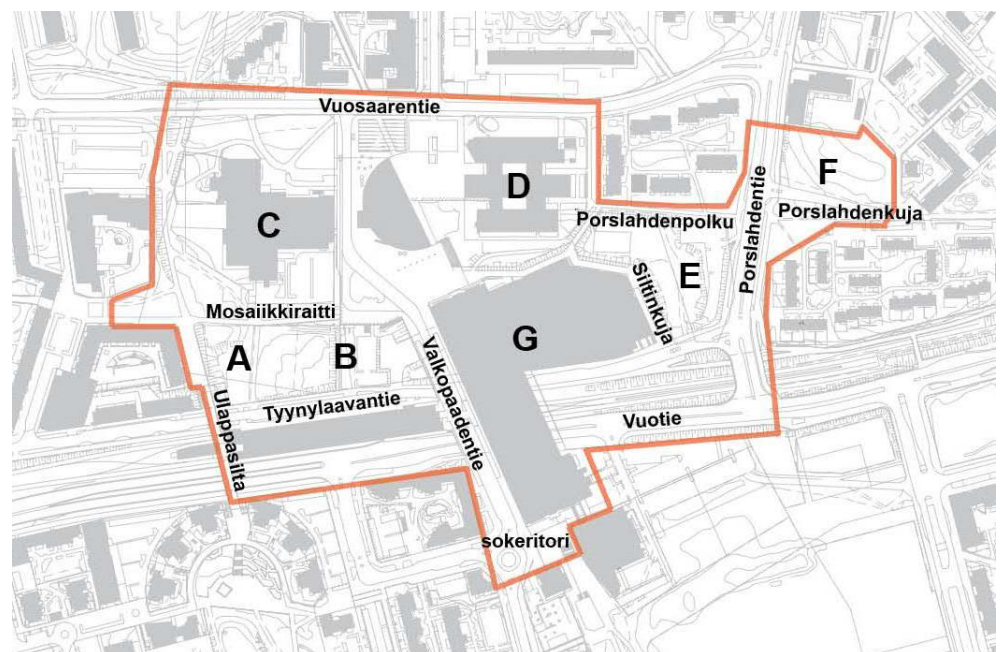 Vuosaarentie
D
F
C
Porslahdenpolku
Porslahdenkuja
Porslahdentie
E
Siltinkuja
Mosaiikkiraitti
G
A
B
Valkopaadentie
Ulappasilta
Tyynylaavantie
Vuotie
sokeritori